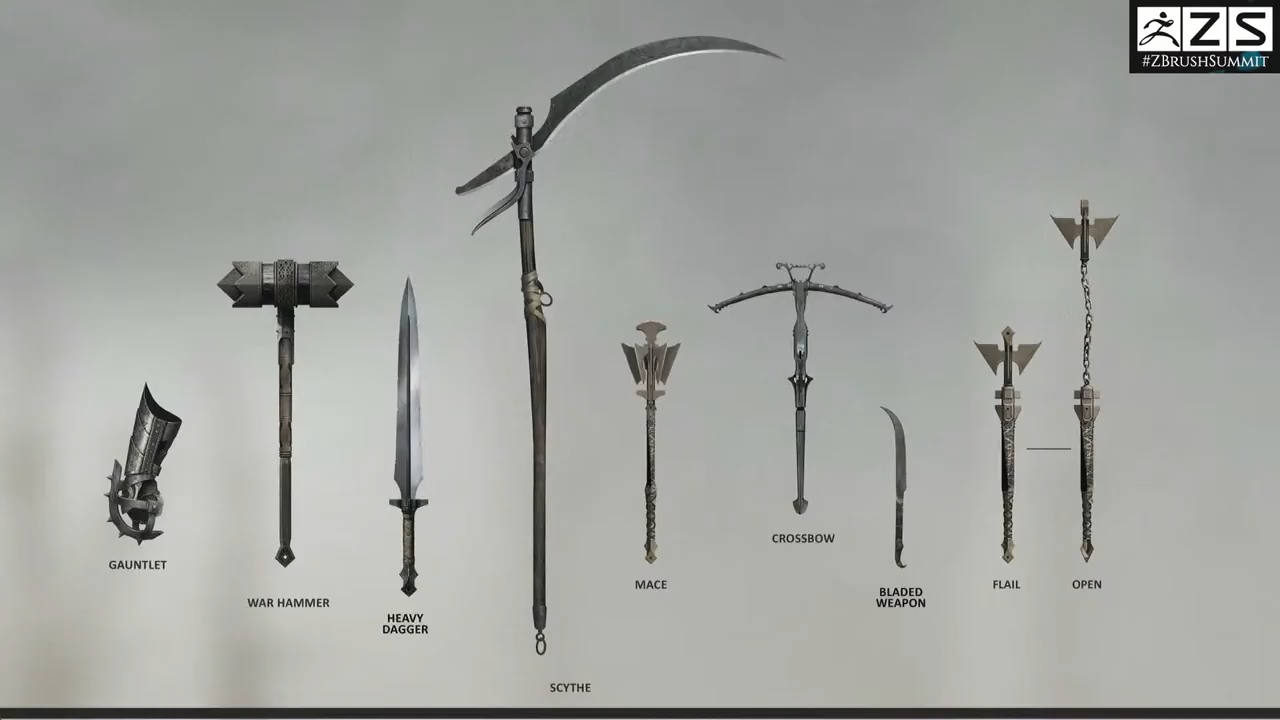 ZS
#ZBRUSHSUMMIT
GAUNTLET
WAR HAMMER
HEAVY
DAGGER
SCYTHE
MACE
CROSSBOW
BLADED
WEAPON
FLAIL
OPEN